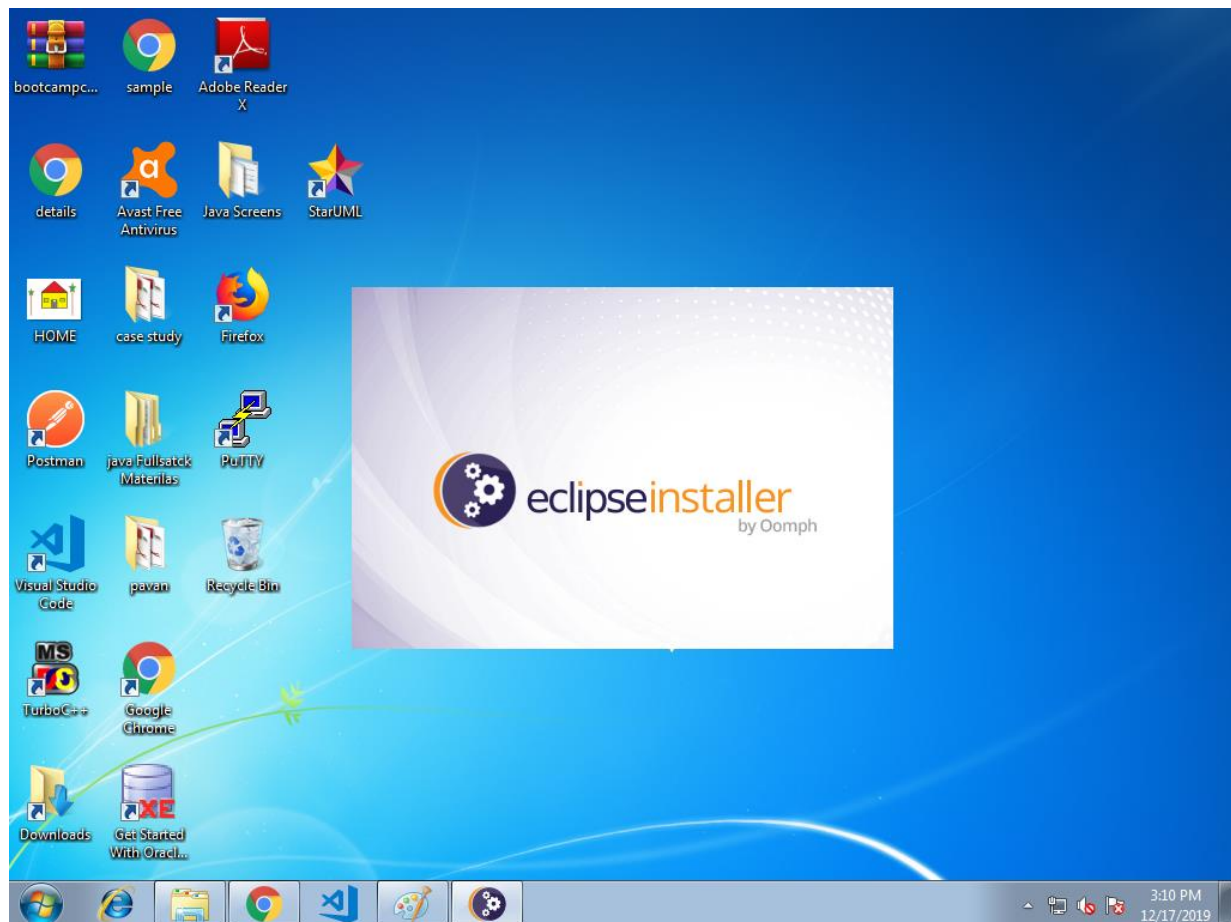 bootcampc...
sample
Adobe Reader
X
details
Avast Free
Antivirus
Java Screens
StarUML
HOME
case study
Firefox
Postman
java Fullsatck
Materilas
PuTTY
eclipseinstaller
by Oomph
Visual Studio
Code
pavan
Recycle Bin
MS
TurboC++
Google
Chrome
XE
Downloads
Get Started
With Oracl...
3:10 PM
12/17/2019